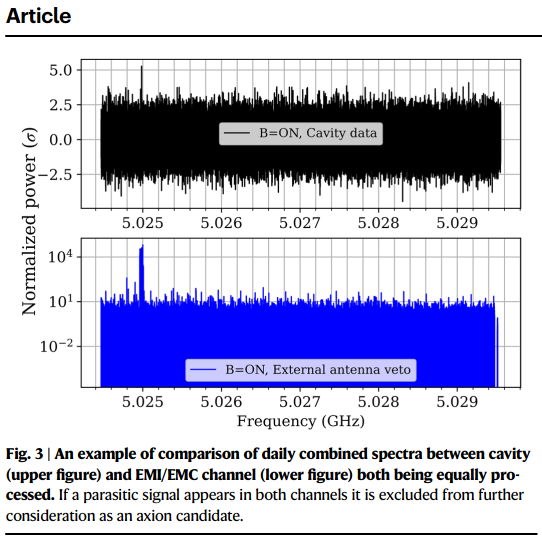 Article
5.0
2.5
0.0
−2.5
B=ON, Cavity data
5.025 5.026 5.027 5.028 5.029
Normalized power (σ)
10⁴
10¹
10⁻²
B=ON, External antenna veto
5.025 5.026 5.027 5.028 5.029
Frequency (GHz)
Fig. 3 | An example of comparison of daily combined spectra between cavity
(upper figure) and EMI/EMC channel (lower figure) both being equally pro-
cessed. If a parasitic signal appears in both channels it is excluded from further
consideration as an axion candidate.